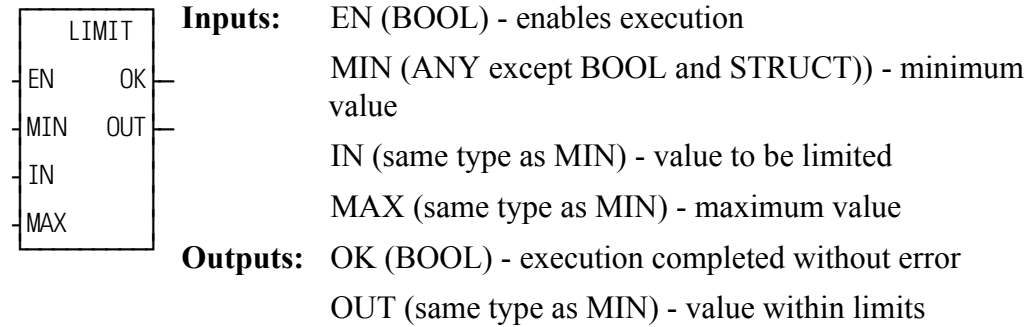 LIMIT
EN OK
MIN OUT
IN
MAX
Inputs: EN (BOOL) - enables execution
MIN (ANY except BOOL and STRUCT)) - minimum
value
IN (same type as MIN) - value to be limited
MAX (same type as MIN) - maximum value
Outputs: OK (BOOL) - execution completed without error
OUT (same type as MIN) - value within limits